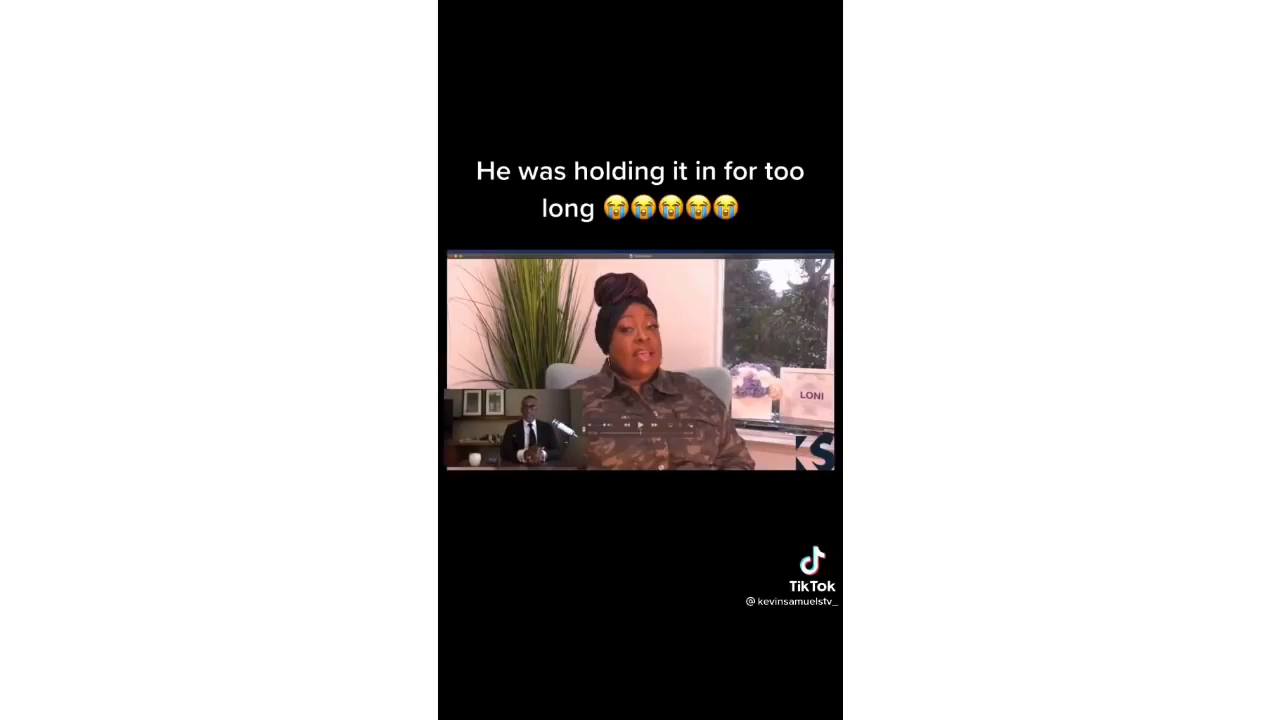 He was holding it in for too
long 😭😭😭😭😭
LONI
KS
TikTok
@ kevinsamuelstv_